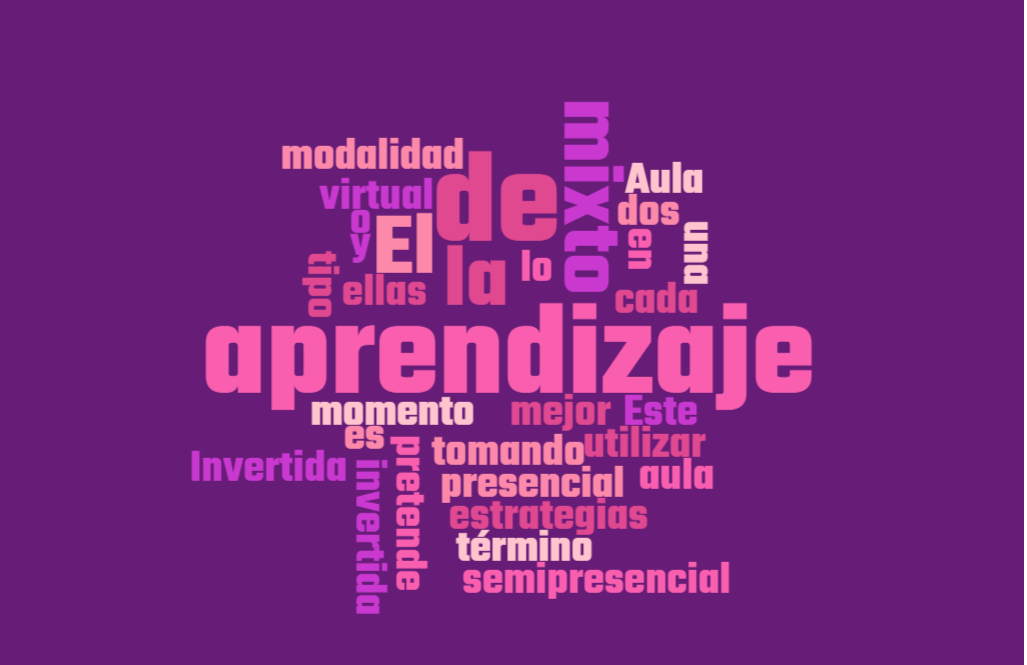 mixto.
modalidad
de
Aula
virtual
dos
o
y
El
en
una
la
lo
tipo
ellas
cada
aprendizaje
momento
mejor
Este
es
utilizar
tomando
Invertida
invertida
pretende
presencial
aula
estrategias
término
semipresencial